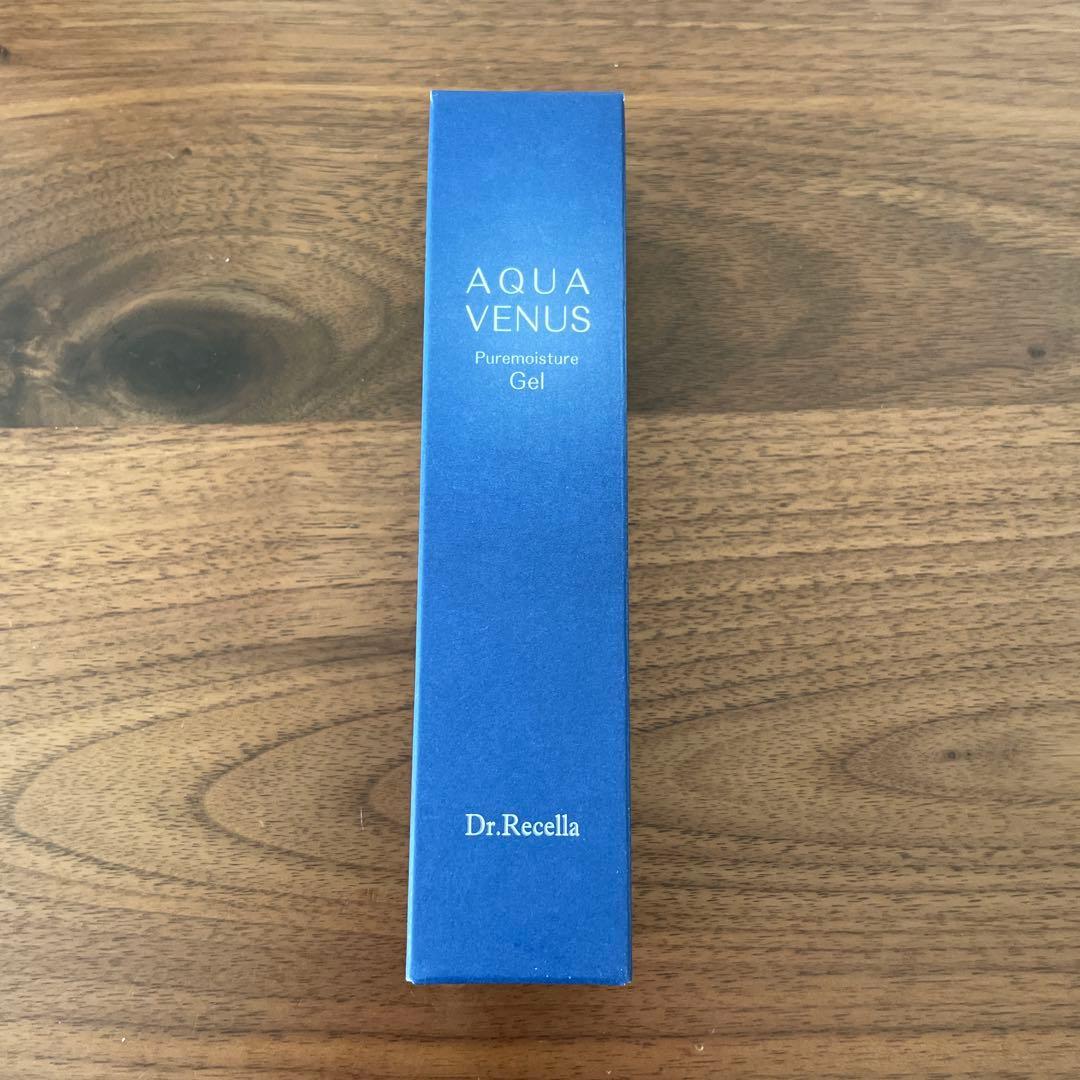 AQUA
VENUS
Puremoisture
Gel
Dr.Recella